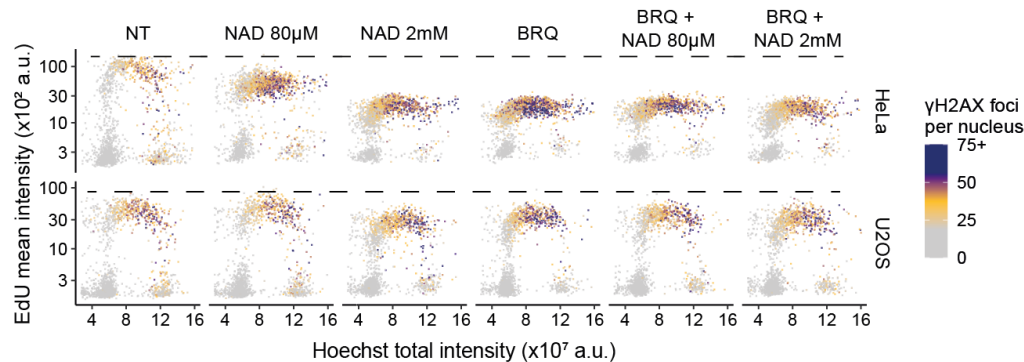 NT
NAD 80µM
NAD 2mM
BRQ
BRQ +
NAD 80µM
BRQ +
NAD 2mM
EdU mean intensity (x10² a.u.)
100
30
10
3
HeLa
100
30
10
3
U2OS
4 8 12 16 4 8 12 16 4 8 12 16 4 8 12 16 4 8 12 16 4 8 12 16
Hoechst total intensity (x10⁷ a.u.)
γH2AX foci
per nucleus
75+
50
25
0